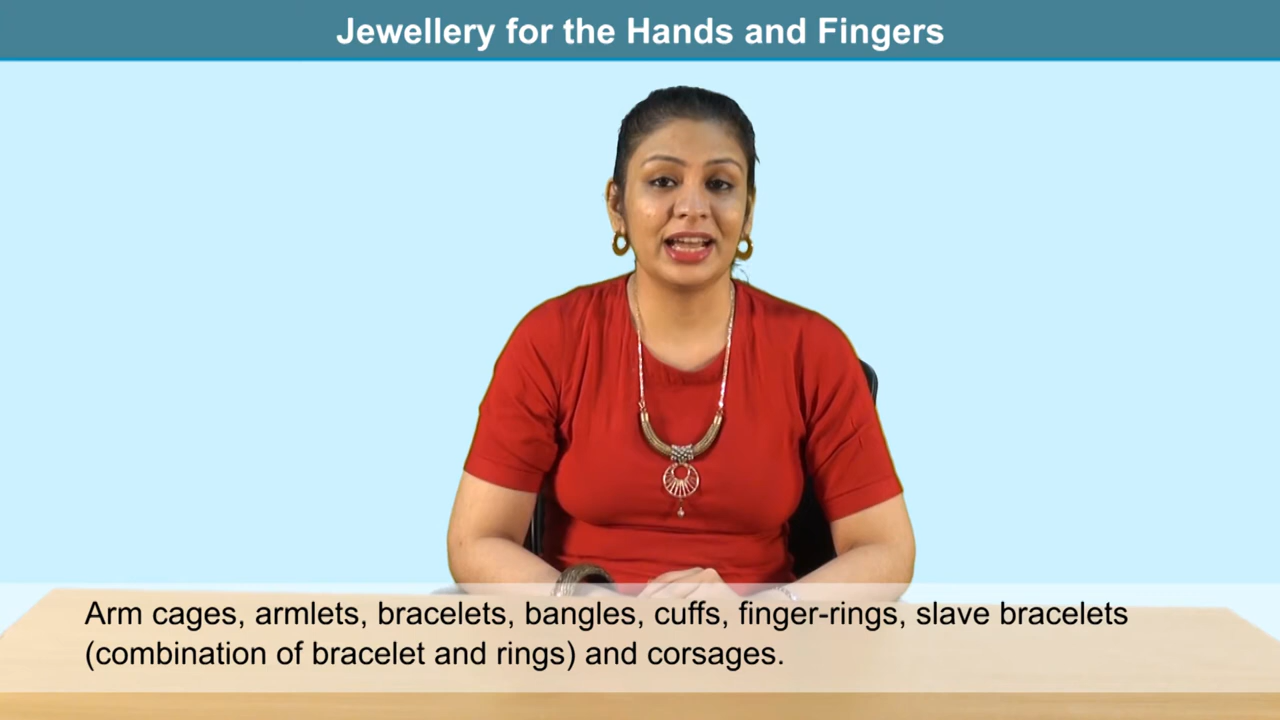 Jewellery for the Hands and Fingers
Arm cages, armlets, bracelets, bangles, cuffs, finger-rings, slave bracelets
(combination of bracelet and rings) and corsages.